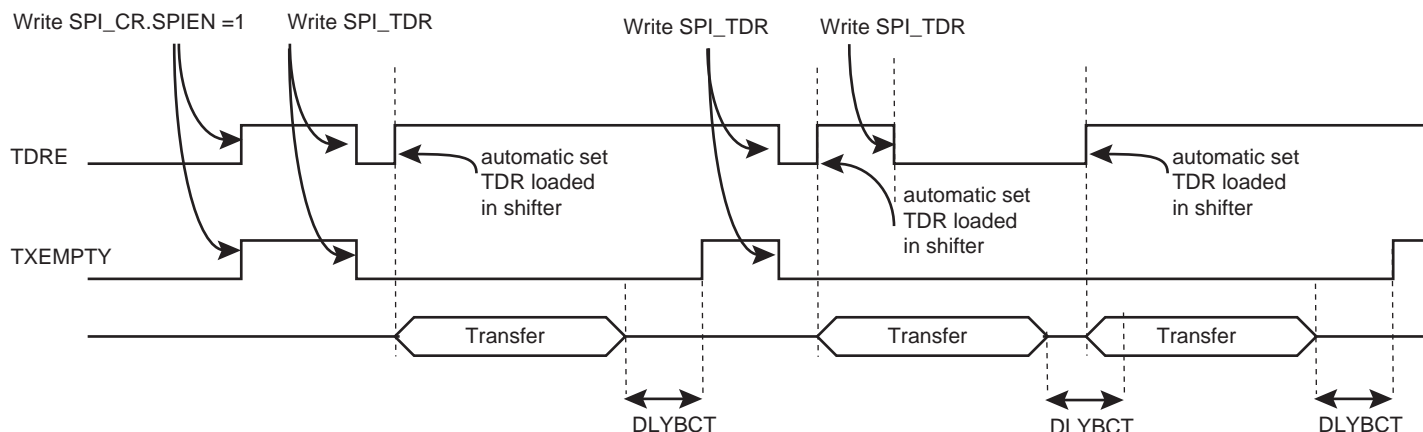 Write SPI_CR.SPIEN =1
Write SPI_TDR
Write SPI_TDR
Write SPI_TDR
TDRE
automatic set
TDR loaded
in shifter
automatic set
TDR loaded
in shifter
automatic set
TDR loaded
in shifter
TXEMPTY
Transfer
Transfer
Transfer
DLYBCT
DLYBCT
DLYBCT